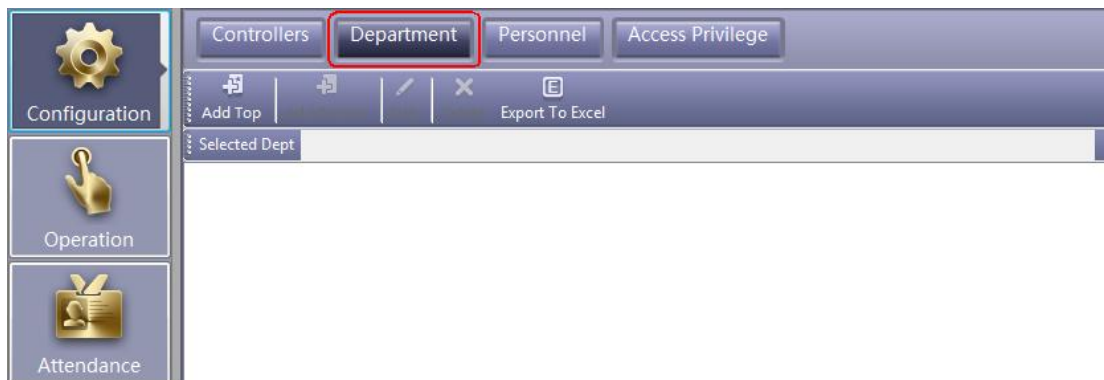 Controllers Department Personnel Access Privilege
Configuration
Add Top Export To Excel
Selected Dept
Operation
Attendance